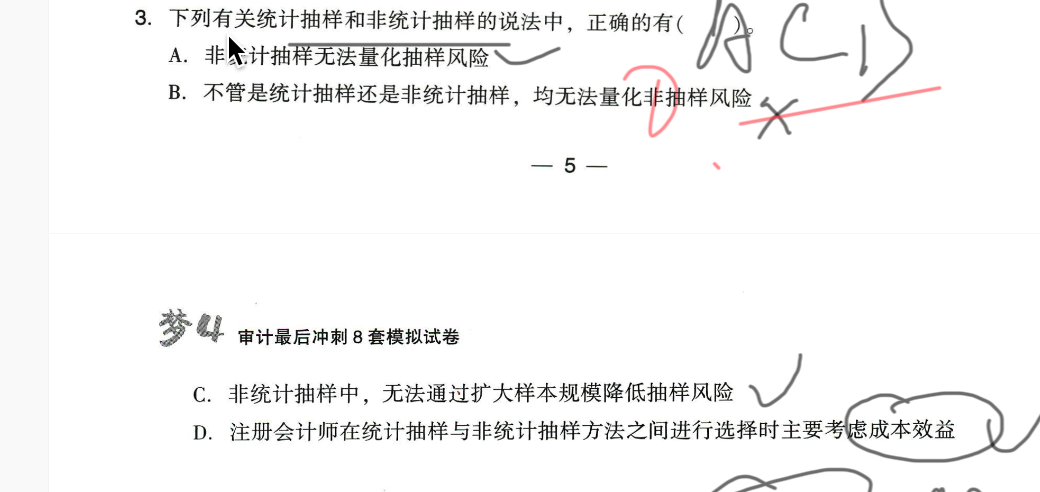 3. 下列有关统计抽样和非统计抽样的说法中，正确的有(　　)。
ACD
A. 非统计抽样无法量化抽样风险
B. 不管是统计抽样还是非统计抽样，均无法量化非抽样风险
— 5 —
梦4 审计最后冲刺 8 套模拟试卷
C. 非统计抽样中，无法通过扩大样本规模降低抽样风险
D. 注册会计师在统计抽样与非统计抽样方法之间进行选择时主要考虑成本效益